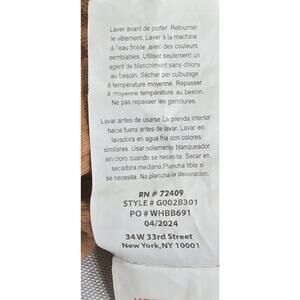 Laver avant de porter. Retourner
le vêtement. Laver à la machine
à l'eau froide ,avec des couleurs
semblables. Utiliser seulement un
agent de blanchiment sans chlore
au besoin. Sécher par culbutage
à température moyenne. Repasser
à moyenne température au besoin.
Ne pas repasser les garnitures.
Lavar antes de usarse.La prenda interior
hacia fuera antes de lavar. Lavar en
lavadora en agua fria con colores
similares. Usar solamente blanqueador
sin cloro cuando se necesita. Secar en
secadora mediano.Plancha tibia si
se necesita. No plancha la decoracion.
RN # 72409
STYLE # G002B301
PO # WHBB691
04/2024
34 W 33rd Street
New York,NY 10001